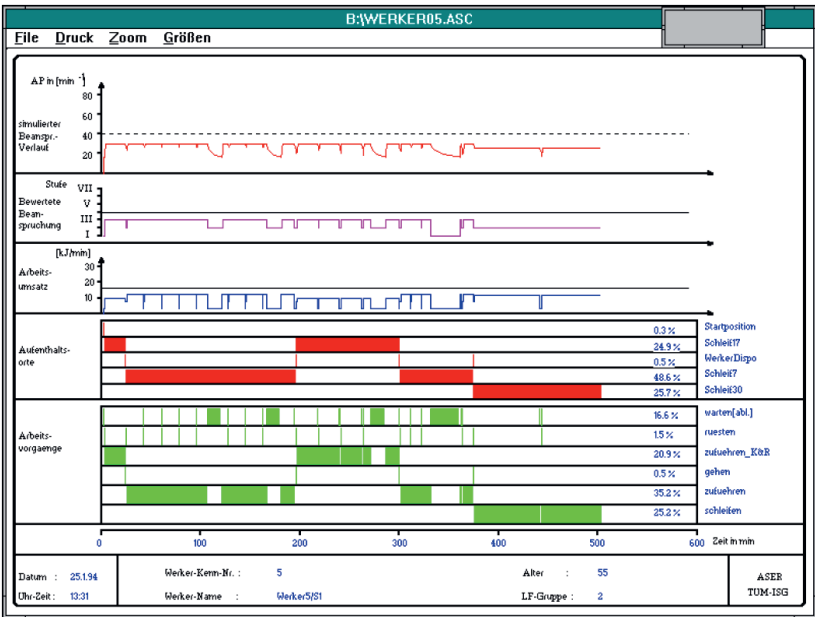 B:\WERKER05.ASC
File Druck Zoom Größen
AP in [min⁻¹]
80
60
40
20
simulierter
Beanspr.-
Verlauf
Stufe
VII
V
III
I
Bewertete
Bean-
spruchung
[kJ/min]
30
20
10
Arbeits-
umsatz
Aufenthalts-
orte
0.3 % Startposition
24.9 % Schleif17
0.5 % WerkerDispo
48.6 % Schleif7
25.7 % Schleif30
Arbeits-
vorgaenge
16.6 % warten[abl.]
1.5 % ruesten
20.9 % zufuehren_K&R
0.5 % gehen
35.2 % zufuehren
25.2 % schleifen
0 100 200 300 400 500 600 Zeit in min
Datum : 25.1.94 Werker-Kenn-Nr. : 5 Alter : 55 ASER
Uhr-Zeit : 13:31 Werker-Name : Werker5/S1 LF-Gruppe : 2 TUM-ISG